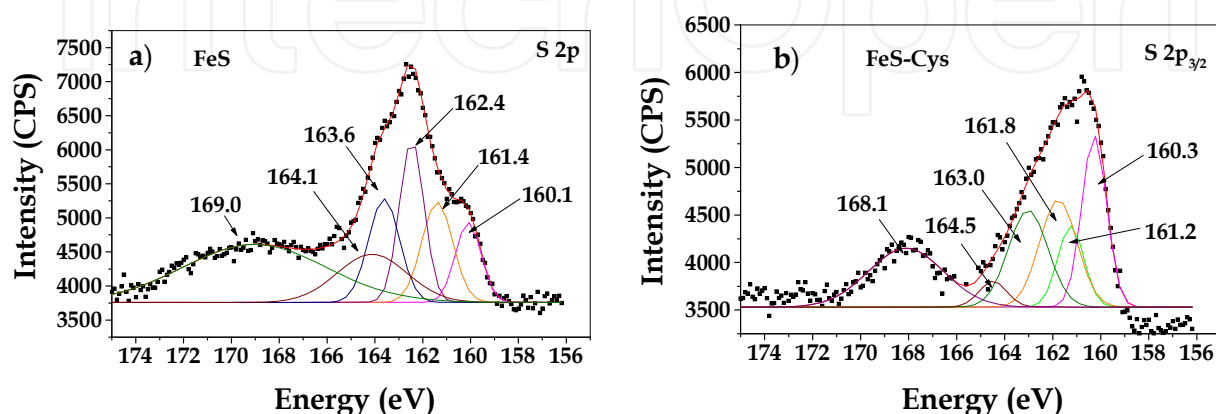 a)
FeS
S 2p
Intensity (CPS)
7500
7000
6500
6000
5500
5000
4500
4000
3500
169.0
164.1
163.6
162.4
161.4
160.1
174 172 170 168 166 164 162 160 158 156
Energy (eV)
b)
FeS-Cys
S 2p3/2
Intensity (CPS)
6500
6000
5500
5000
4500
4000
3500
168.1
164.5
163.0
161.8
160.3
161.2
174 172 170 168 166 164 162 160 158 156
Energy (eV)